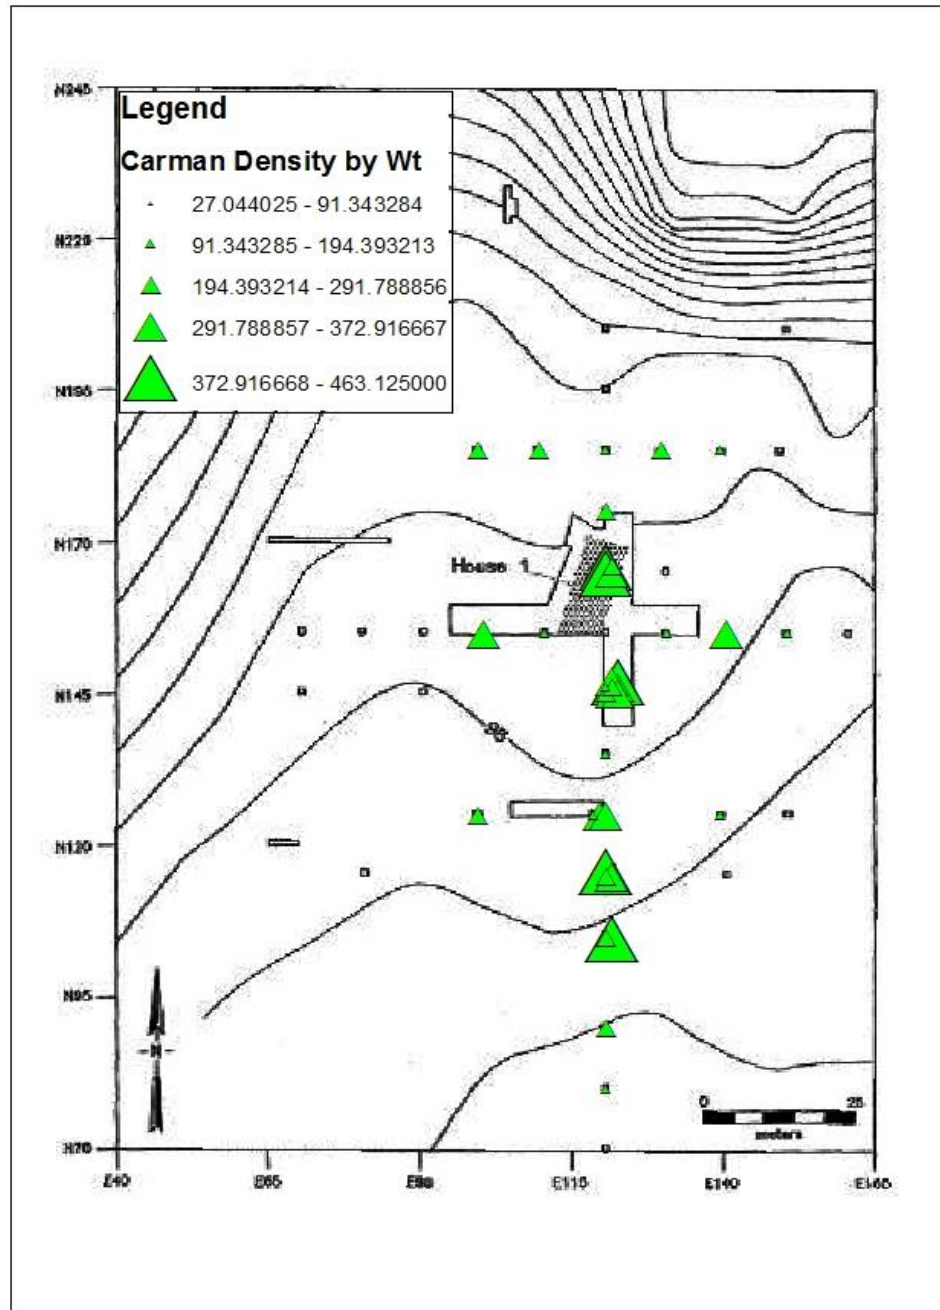 N245
Legend
Carman Density by Wt
27.044025 - 91.343284
91.343285 - 194.393213
N220
194.393214 - 291.788856
291.788857 - 372.916667
372.916668 - 463.125000
N195
N170
House 1
N145
N120
N95
N
0 25
meters
N70
E40 E65 E90 E115 E140 E165